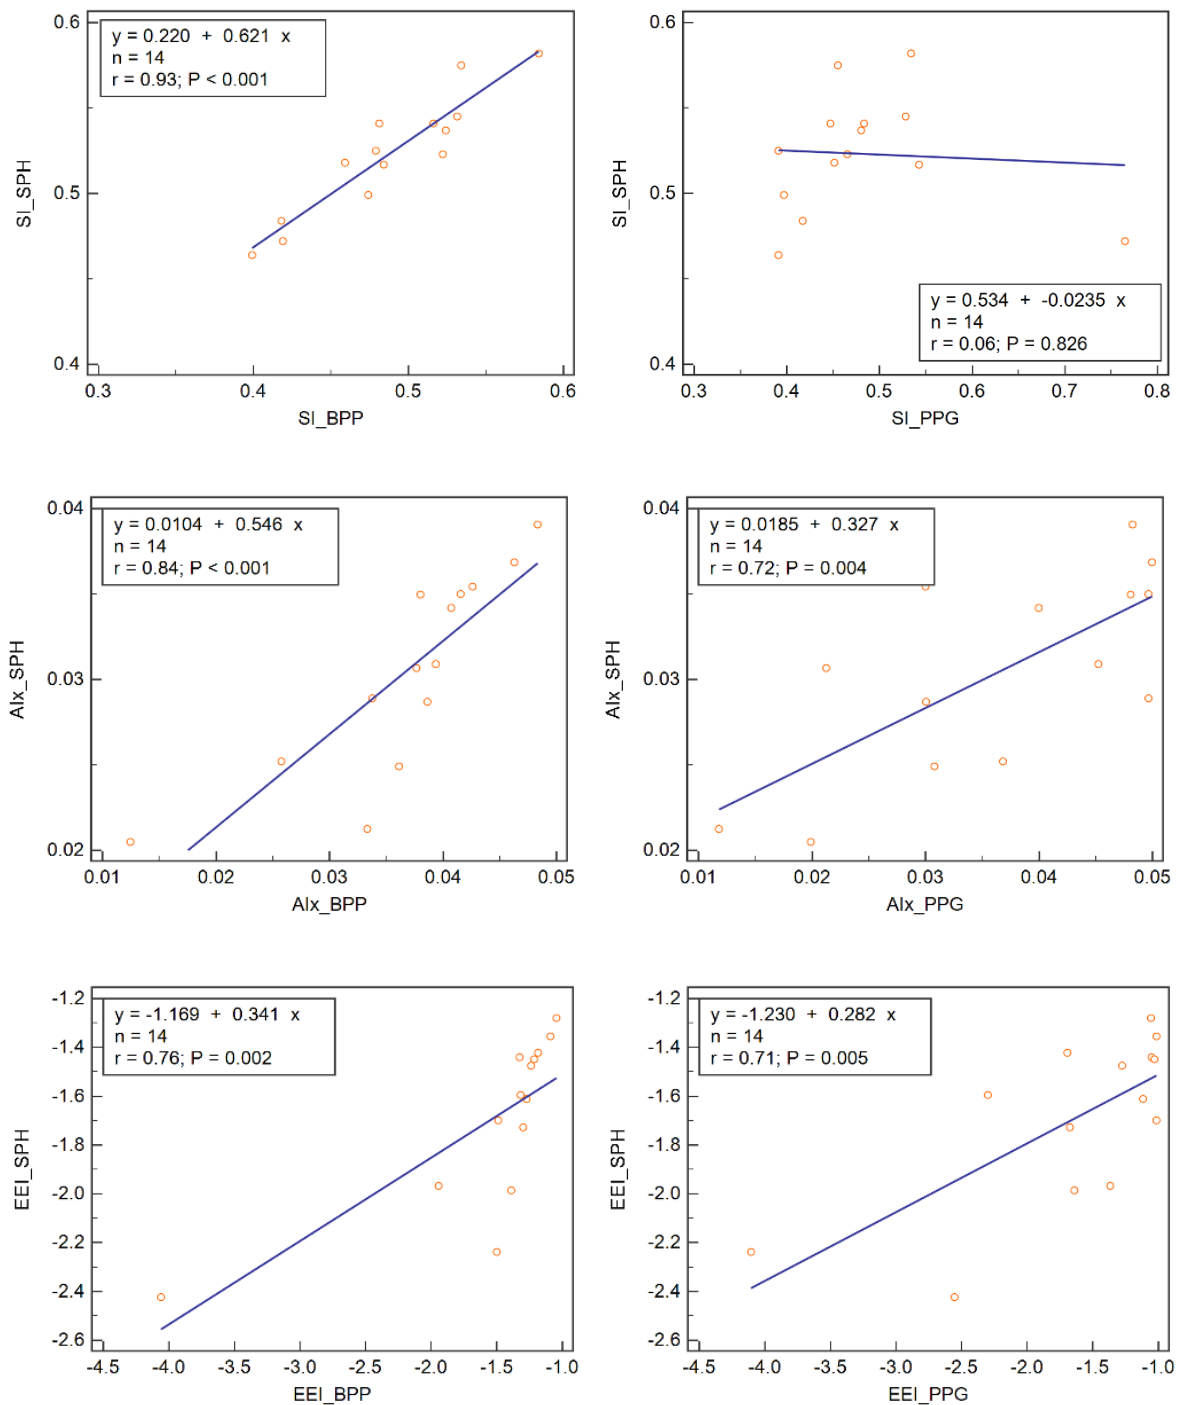 y = 0.220 + 0.621 x
n = 14
r = 0.93; P < 0.001
0.6
0.5
0.4
SI_SPH
0.3 0.4 0.5 0.6
SI_BPP
0.6
0.5
0.4
SI_SPH
y = 0.534 + -0.0235 x
n = 14
r = 0.06; P = 0.826
0.3 0.4 0.5 0.6 0.7 0.8
SI_PPG
y = 0.0104 + 0.546 x
n = 14
r = 0.84; P < 0.001
0.04
0.03
0.02
AIx_SPH
0.01 0.02 0.03 0.04 0.05
AIx_BPP
y = 0.0185 + 0.327 x
n = 14
r = 0.72; P = 0.004
0.04
0.03
0.02
AIx_SPH
0.01 0.02 0.03 0.04 0.05
AIx_PPG
y = -1.169 + 0.341 x
n = 14
r = 0.76; P = 0.002
-1.2
-1.4
-1.6
-1.8
-2.0
-2.2
-2.4
-2.6
EEI_SPH
-4.5 -4.0 -3.5 -3.0 -2.5 -2.0 -1.5 -1.0
EEI_BPP
y = -1.230 + 0.282 x
n = 14
r = 0.71; P = 0.005
-1.2
-1.4
-1.6
-1.8
-2.0
-2.2
-2.4
-2.6
EEI_SPH
-4.5 -4.0 -3.5 -3.0 -2.5 -2.0 -1.5 -1.0
EEI_PPG